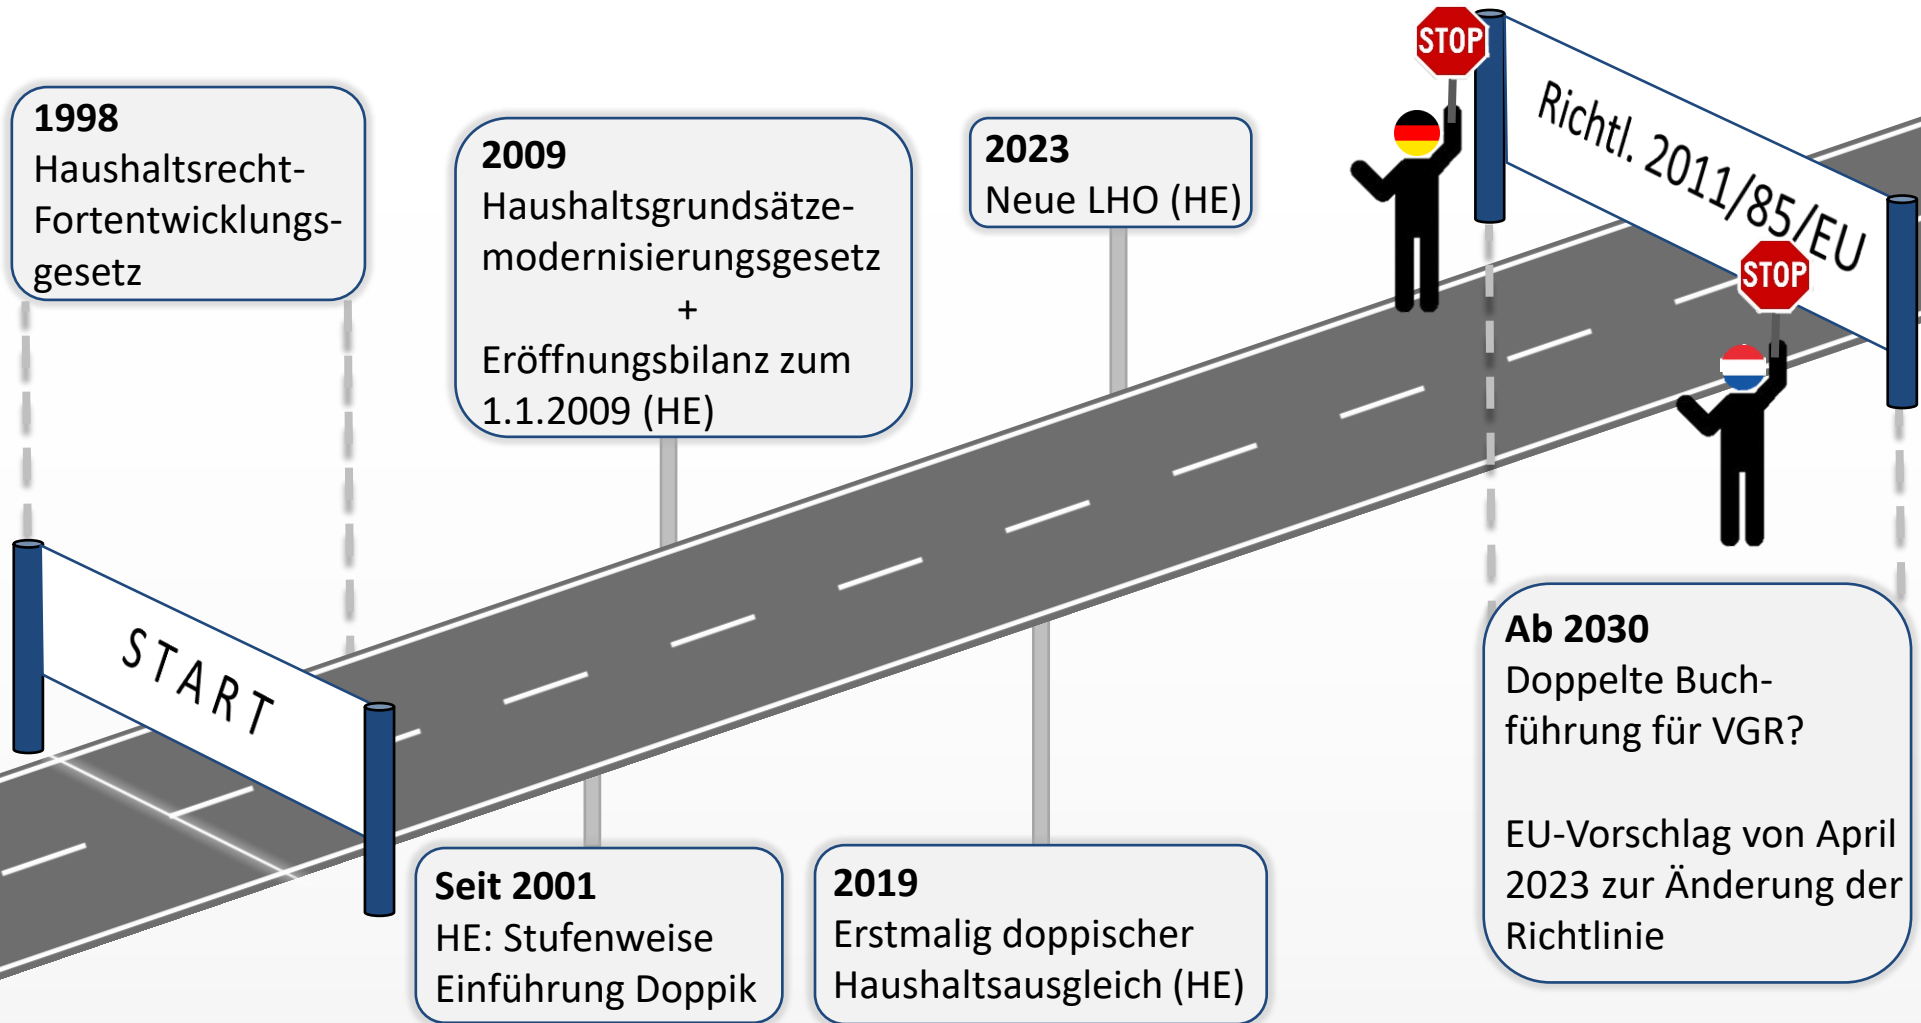 1998
Haushaltsrecht-
Fortentwicklungs-
gesetz
2009
Haushaltsgrundsätze-
modernisierungsgesetz
+
Eröffnungsbilanz zum
1.1.2009 (HE)
2023
Neue LHO (HE)
STOP
Richtl. 2011/85/EU
STOP
START
Seit 2001
HE: Stufenweise
Einführung Doppik
2019
Erstmalig doppischer
Haushaltsausgleich (HE)
Ab 2030
Doppelte Buch-
führung für VGR?
EU-Vorschlag von April
2023 zur Änderung der
Richtlinie